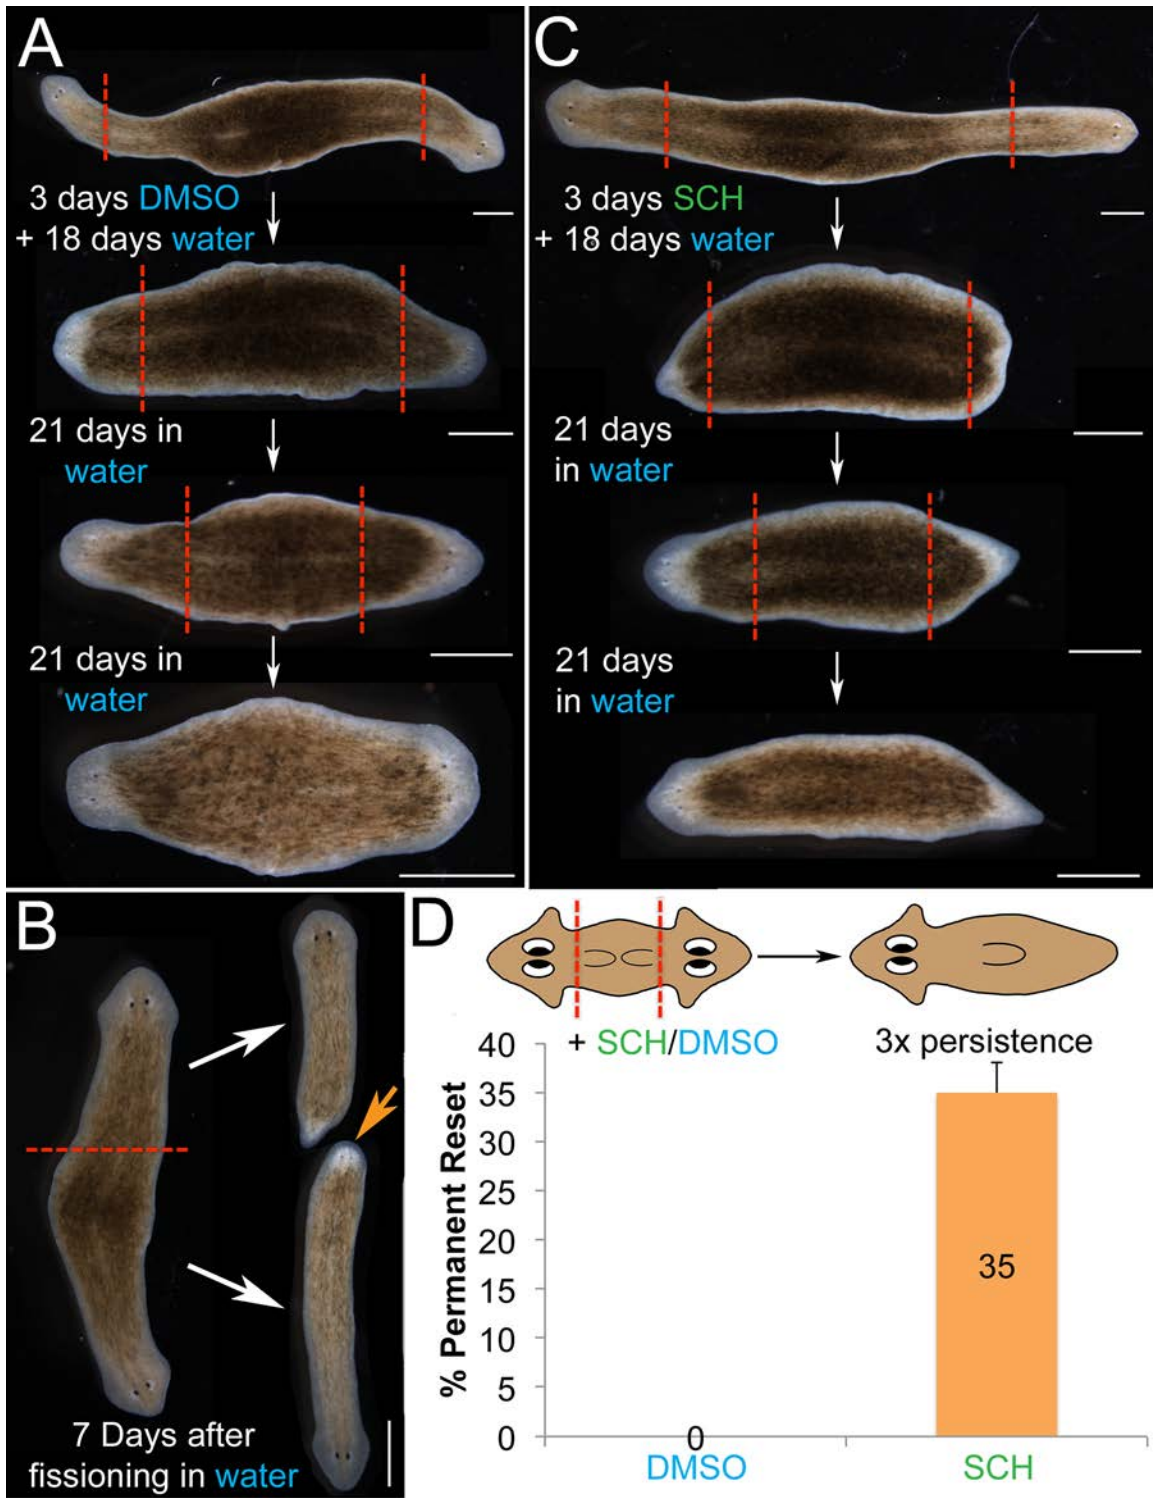 A
3 days DMSO
+ 18 days water
21 days in
water
21 days in
water
C
3 days SCH
+ 18 days water
21 days
in water
21 days
in water
B
7 Days after
fissioning in water
D
+ SCH/DMSO
3x persistence
% Permanent Reset
40
35
30
25
20
15
10
5
0
35
0
DMSO
SCH